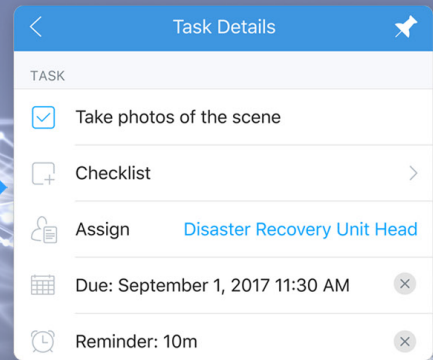 Task Details
TASK
Take photos of the scene
Checklist
Assign Disaster Recovery Unit Head
Due: September 1, 2017 11:30 AM
Reminder: 10m